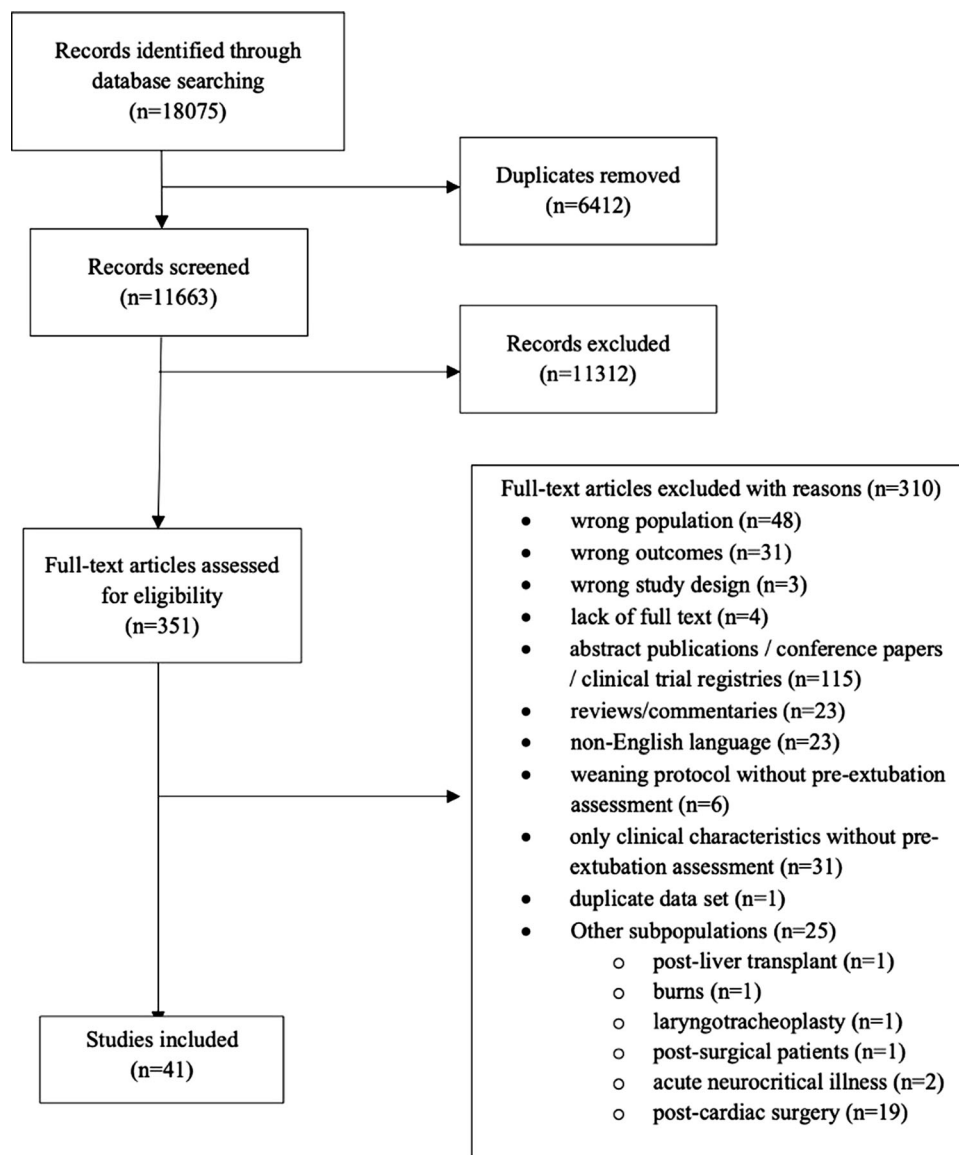 Records identified through
database searching
(n=18075)
Duplicates removed
(n=6412)
Records screened
(n=11663)
Records excluded
(n=11312)
Full-text articles assessed
for eligibility
(n=351)
Full-text articles excluded with reasons (n=310)
• wrong population (n=48)
• wrong outcomes (n=31)
• wrong study design (n=3)
• lack of full text (n=4)
• abstract publications / conference papers
/ clinical trial registries (n=115)
• reviews/commentaries (n=23)
• non-English language (n=23)
• weaning protocol without pre-extubation
assessment (n=6)
• only clinical characteristics without pre-
extubation assessment (n=31)
• duplicate data set (n=1)
• Other subpopulations (n=25)
o post-liver transplant (n=1)
o burns (n=1)
o laryngotracheoplasty (n=1)
o post-surgical patients (n=1)
o acute neurocritical illness (n=2)
o post-cardiac surgery (n=19)
Studies included
(n=41)